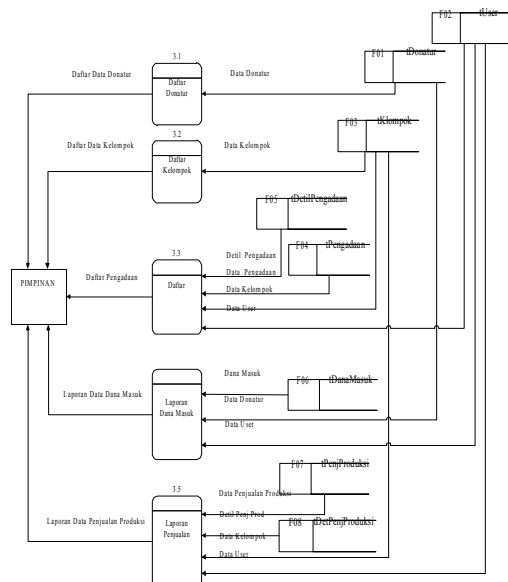 F02 tUser
3.1
F01 tDonatur
Daftar Data Donatur
Daftar
Donatur
Data Donatur
3.2
F03 tKlompok
Daftar Data Kelompok
Daftar
Kelompok
Data Kelompok
F05 tDetilPengadaan
F04 tPengadaan
3.3
Detil Pengadaan
Daftar Pengadaan
Daftar
Data Pengadaan
PIMPINAN
Data Kelompok
Data User
Dana Masuk
F06 tDanaMasuk
Laporan Data Dana Masuk
Laporan
Dana Masuk
Data Donatur
Data User
F07 tPenjProduksi
3.5
Data Penjualan Produksi
Detil Penj Prod
Laporan Data Penjualan Produksi
Laporan
Penjualan
F08 tDetPenjProduksi
Data Kelompok
Data User